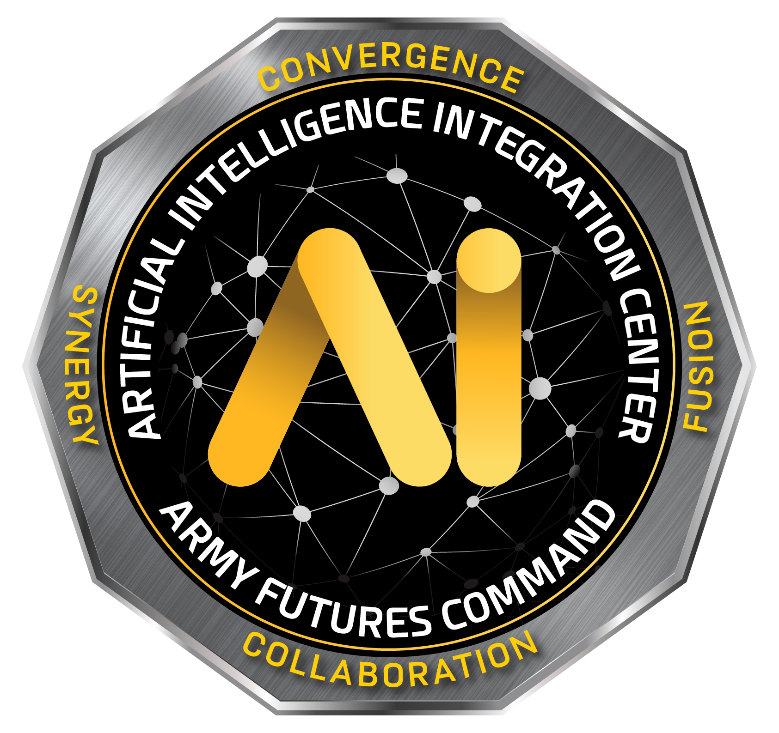 CONVERGENCE
ARTIFICIAL INTELLIGENCE INTEGRATION CENTER
SYNERGY
AI
FUSION
ARMY FUTURES COMMAND
COLLABORATION